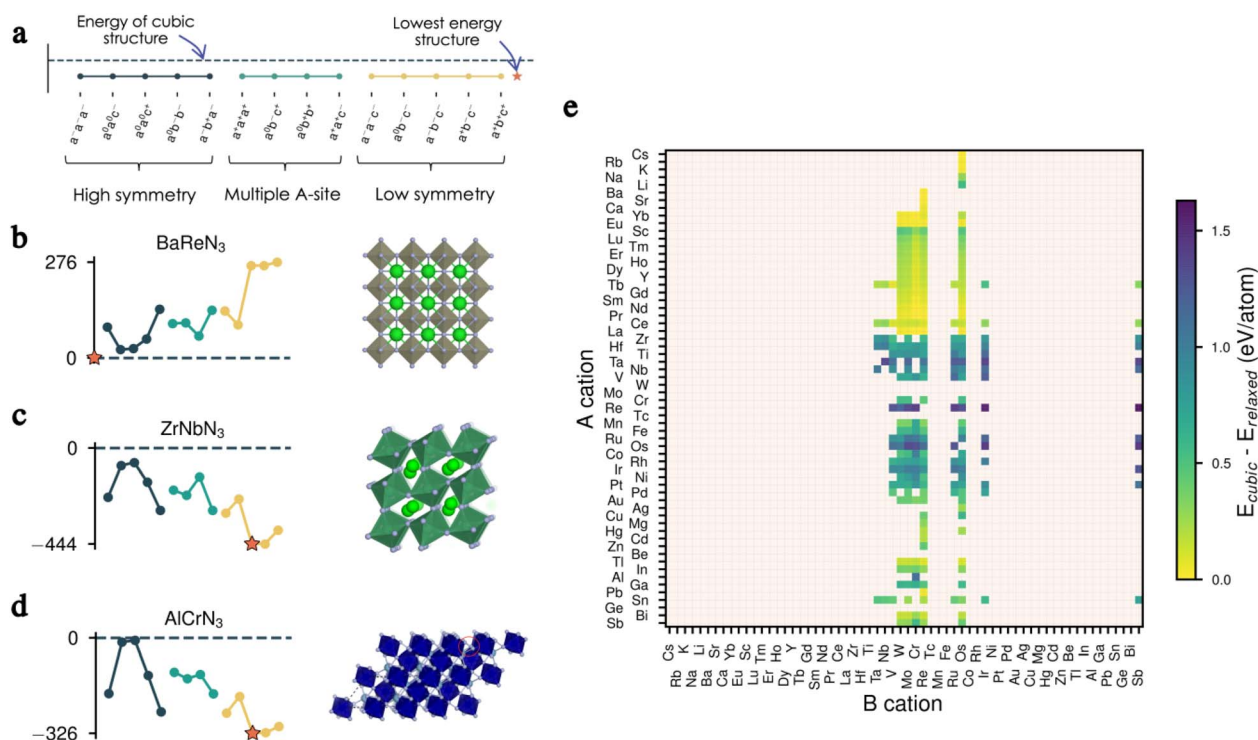 a
Energy of cubic
structure
Lowest energy
structure
a⁻a⁻a⁻ a⁰a⁰c⁻ a⁰a⁰c⁺ a⁰b⁻b⁻ a⁻b⁺a⁻ a⁺a⁺a⁺ a⁰b⁻c⁺ a⁰b⁺b⁺ a⁺a⁺c⁻ a⁻a⁻c⁻ a⁰b⁻c⁻ a⁻b⁻c⁻ a⁺b⁻c⁻ a⁺b⁺c⁺
High symmetry Multiple A-site Low symmetry
b
BaReN₃
276
0
c
ZrNbN₃
0
−444
d
AlCrN₃
0
−326
e
A cation
Cs
Rb
K
Na
Li
Ba
Sr
Ca
Yb
Eu
Sc
Lu
Tm
Er
Ho
Dy
Y
Tb
Gd
Sm
Nd
Pr
Ce
La
Zr
Hf
Ti
Ta
Nb
V
W
Mo
Cr
Re
Tc
Mn
Fe
Ru
Os
Co
Rh
Ir
Ni
Pt
Pd
Au
Ag
Cu
Mg
Hg
Cd
Zn
Be
Tl
In
Al
Ga
Pb
Sn
Ge
Bi
Sb
Cs K Li Sr Yb Sc Tm Ho Y Gd Nd Ce Zr Ti Nb W Cr Tc Fe Os Rh Ni Pd Ag Mg Cd Be In Ga Sn Bi
Rb Na Ba Ca Eu Lu Er Dy Tb Sm Pr La Hf Ta V Mo Re Mn Ru Co Ir Pt Au Cu Hg Zn Tl Al Pb Ge Sb
B cation
1.5
1.0
0.5
0.0
E_cubic - E_relaxed (eV/atom)